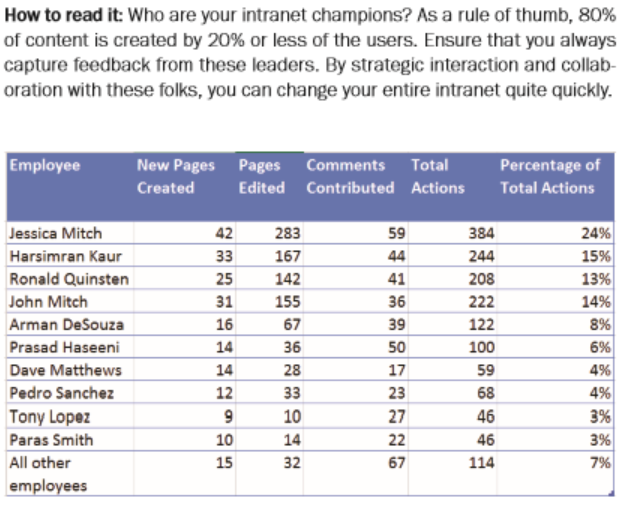 How to read it: Who are your intranet champions? As a rule of thumb, 80%
of content is created by 20% or less of the users. Ensure that you always
capture feedback from these leaders. By strategic interaction and collab-
oration with these folks, you can change your entire intranet quite quickly.
Employee New Pages Created Pages Edited Comments Contributed Total Actions Percentage of Total Actions
Jessica Mitch 42 283 59 384 24%
Harsimran Kaur 33 167 44 244 15%
Ronald Quinsten 25 142 41 208 13%
John Mitch 31 155 36 222 14%
Arman DeSouza 16 67 39 122 8%
Prasad Haseeni 14 36 50 100 6%
Dave Matthews 14 28 17 59 4%
Pedro Sanchez 12 33 23 68 4%
Tony Lopez 9 10 27 46 3%
Paras Smith 10 14 22 46 3%
All other employees 15 32 67 114 7%